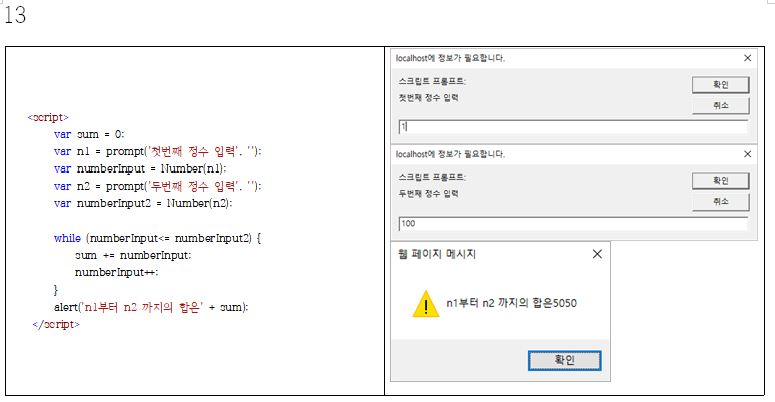 13
<script>
var sum = 0;
var n1 = prompt('첫번째 정수 입력', '');
var numberInput = Number(n1);
var n2 = prompt('두번째 정수 입력', '');
var numberInput2 = Number(n2);
while (numberInput<= numberInput2) {
sum += numberInput;
numberInput++;
}
alert('n1부터 n2 까지의 합은' + sum);
</script>
localhost에 정보가 필요합니다.
스크립트 프롬프트:
확인
첫번째 정수 입력
취소
1
localhost에 정보가 필요합니다.
스크립트 프롬프트:
확인
두번째 정수 입력
취소
100
웹 페이지 메시지
n1부터 n2 까지의 합은5050
확인